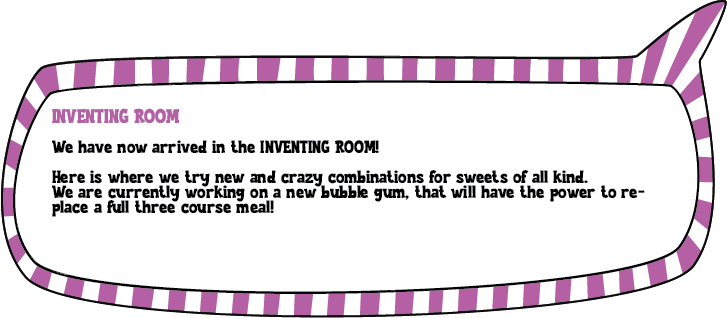 INVENTING ROOM
We have now arrived in the INVENTING ROOM!
Here is where we try new and crazy combinations for sweets of all kind.
We are currently working on a new bubble gum, that will have the power to re-
place a full three course meal!